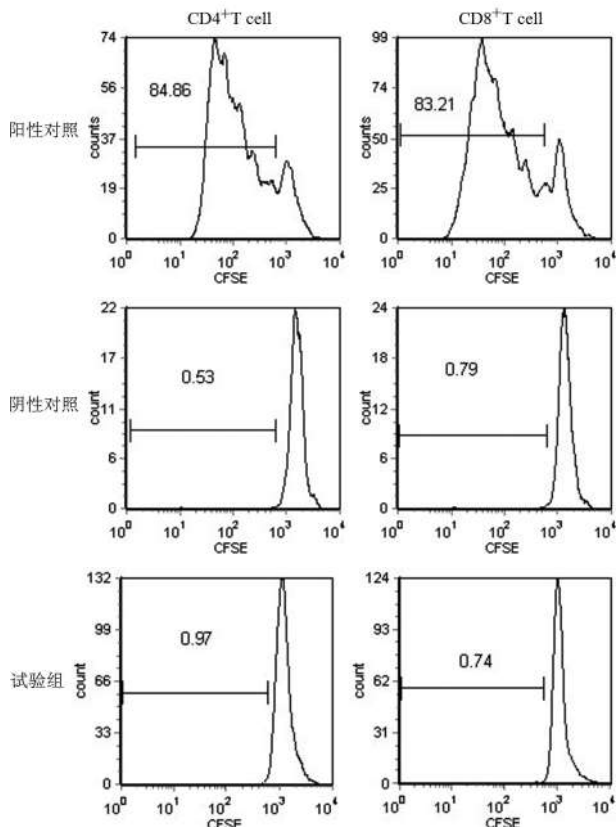 CD4⁺T cell
CD8⁺T cell
阳性对照
counts
74
56
37
19
0
84.86
10⁰ 10¹ 10² 10³ 10⁴
CFSE
counts
99
74
50
25
0
83.21
10⁰ 10¹ 10² 10³ 10⁴
CFSE
阴性对照
count
22
17
11
6
0
0.53
10⁰ 10¹ 10² 10³ 10⁴
CFSE
count
24
18
12
6
0
0.79
10⁰ 10¹ 10² 10³ 10⁴
CFSE
试验组
count
132
99
66
33
0
0.97
10⁰ 10¹ 10² 10³ 10⁴
CFSE
count
124
93
62
31
0
0.74
10⁰ 10¹ 10² 10³ 10⁴
CFSE